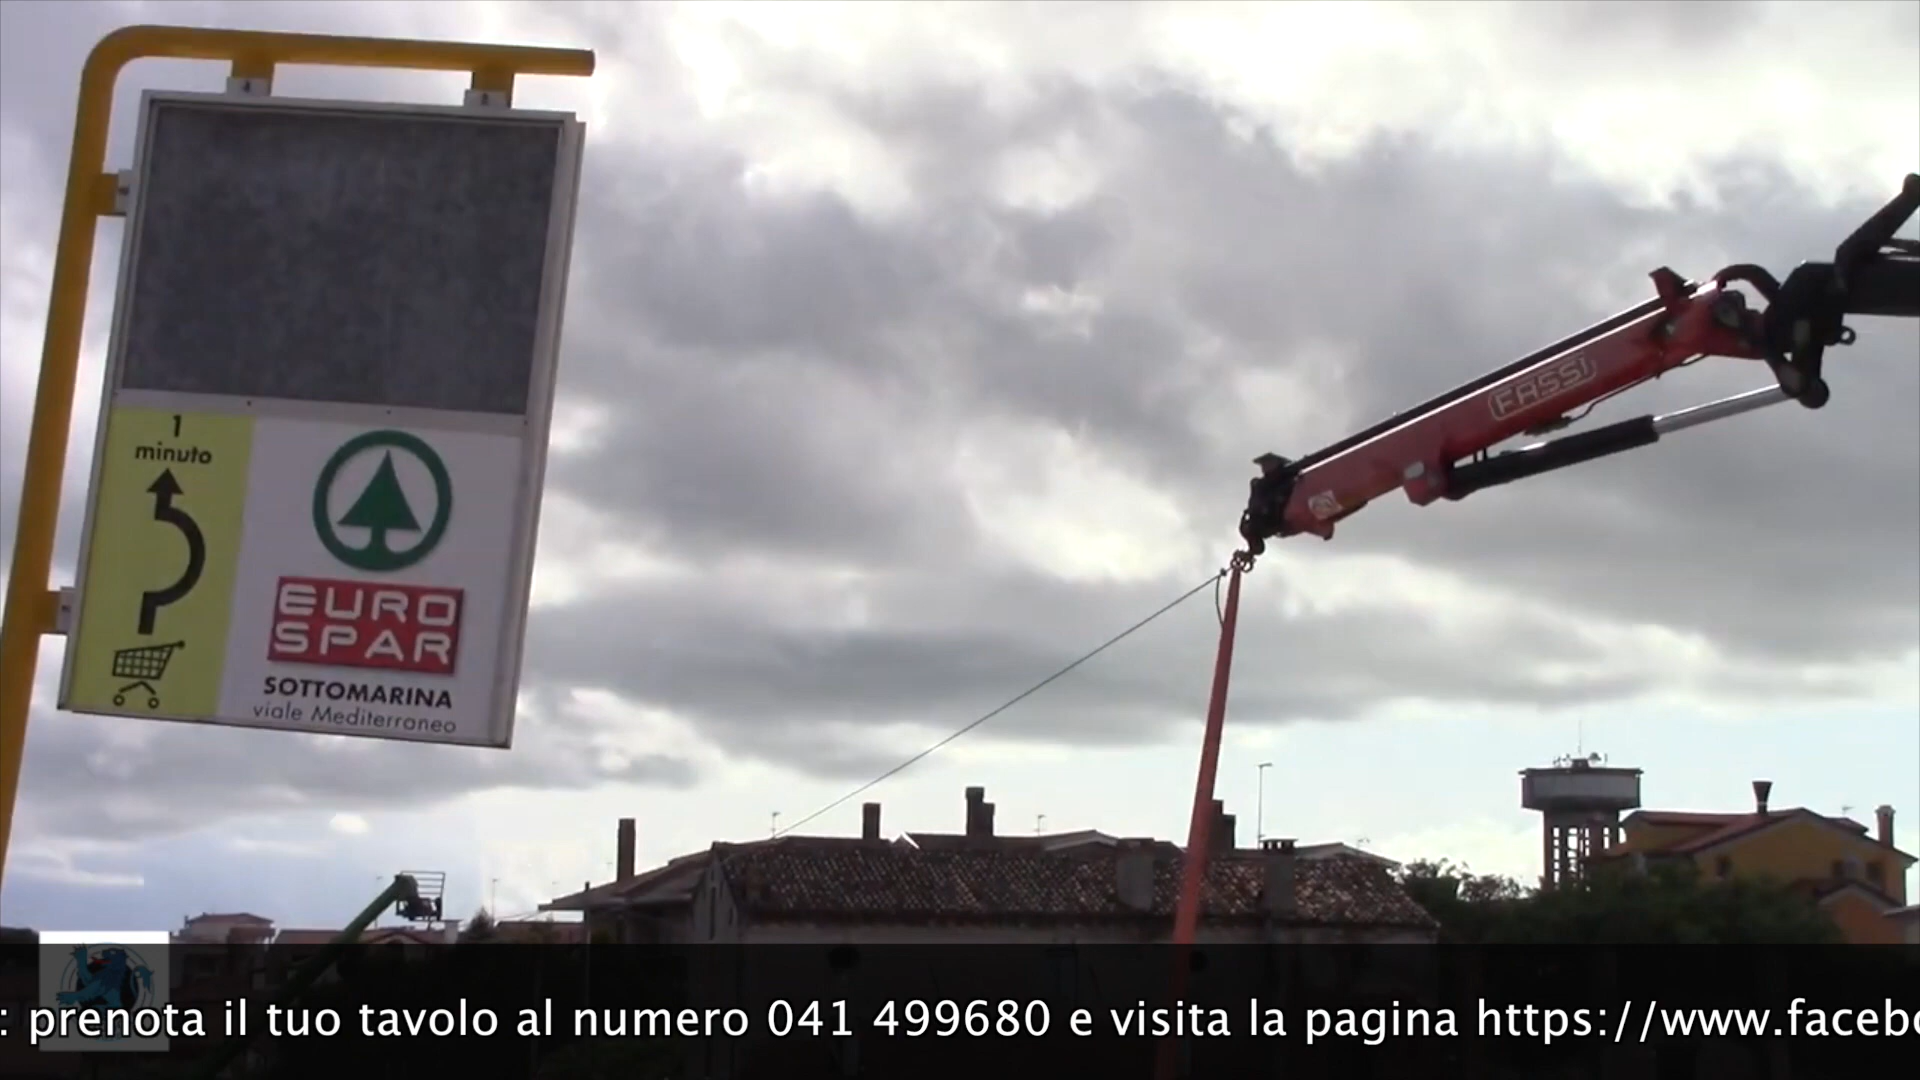 1
minuto
EURO
SPAR
SOTTOMARINA
viale Mediterraneo
FASSI
: prenota il tuo tavolo al numero 041 499680 e visita la pagina https://www.facebo